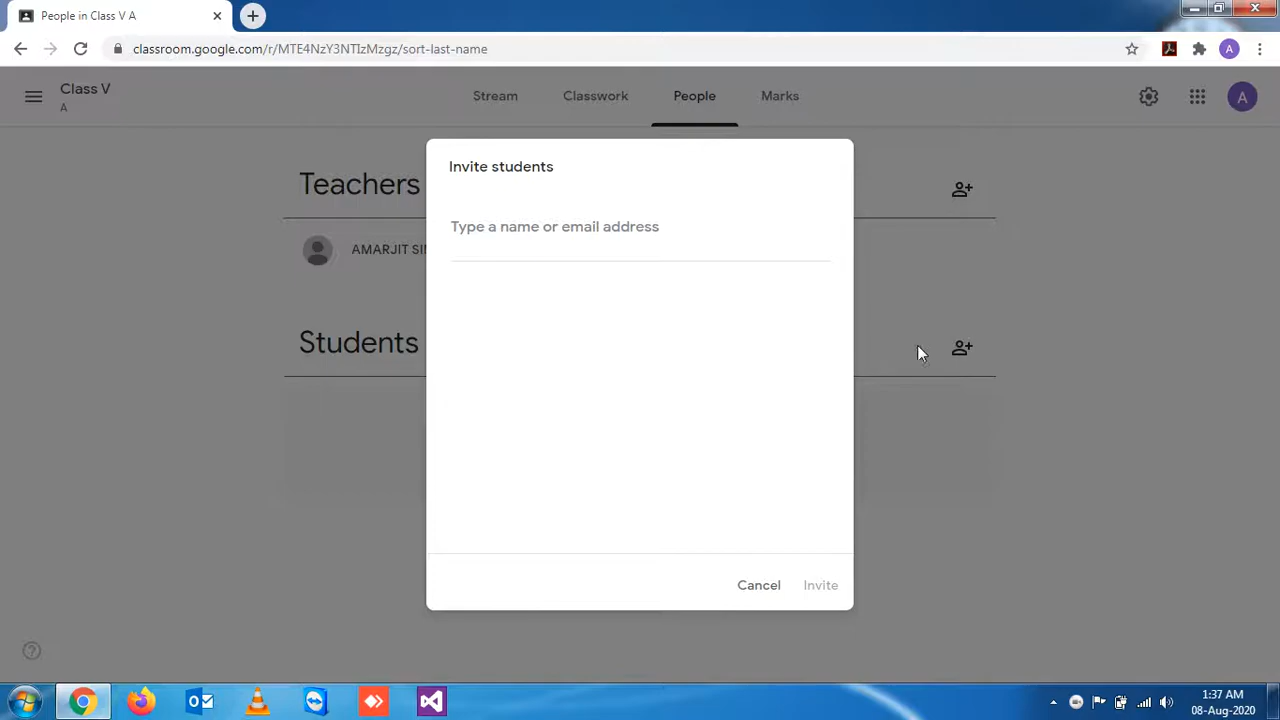 People in Class V A
classroom.google.com/r/MTE4NzY3NTIzMzgz/sort-last-name
A
Class V
A
Stream
Classwork
People
Marks
A
Invite students
Type a name or email address
Teachers
AMARJIT SIN
Students
Cancel
Invite
1:37 AM
08-Aug-2020